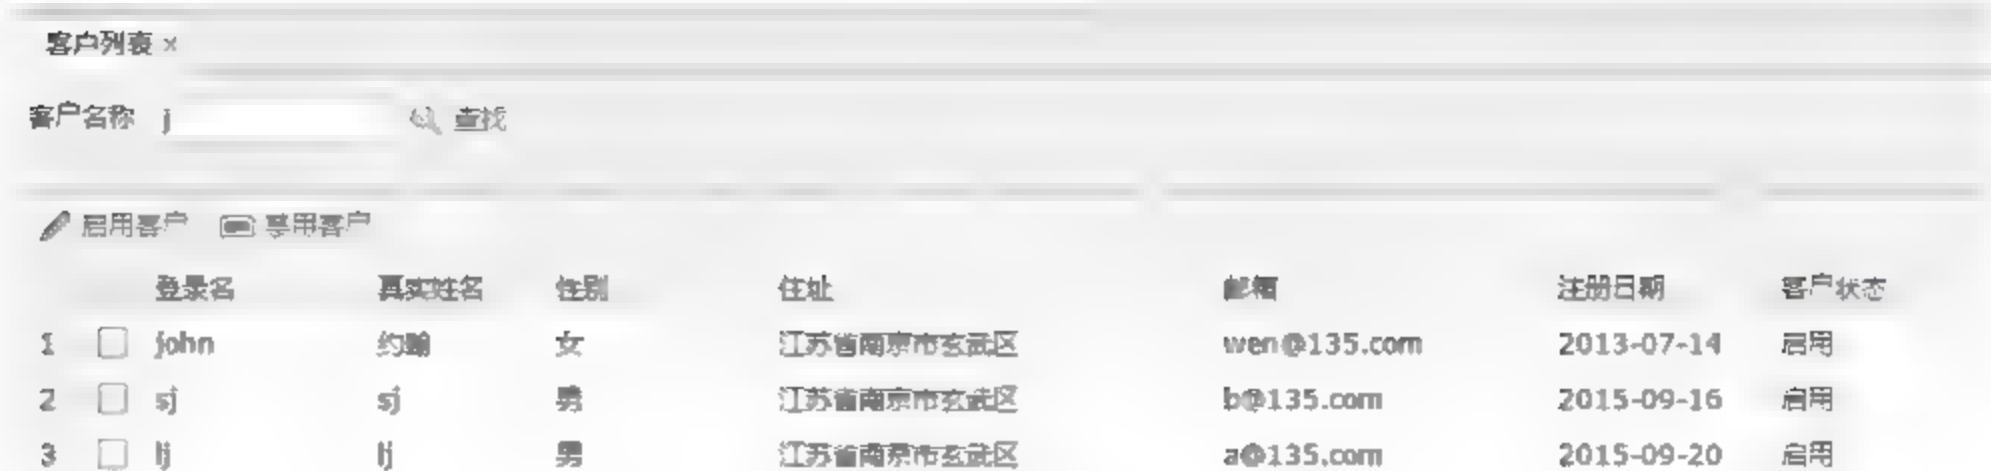 客户列表 ×
客户名称 j 查找
启用客户 禁用客户
登录名 真实姓名 性别 住址 邮箱 注册日期 客户状态
1 john 约翰 女 江苏省南京市玄武区 wen@135.com 2013-07-14 启用
2 sj sj 男 江苏省南京市玄武区 b@135.com 2015-09-16 启用
3 lj lj 男 江苏省南京市玄武区 a@135.com 2015-09-20 启用